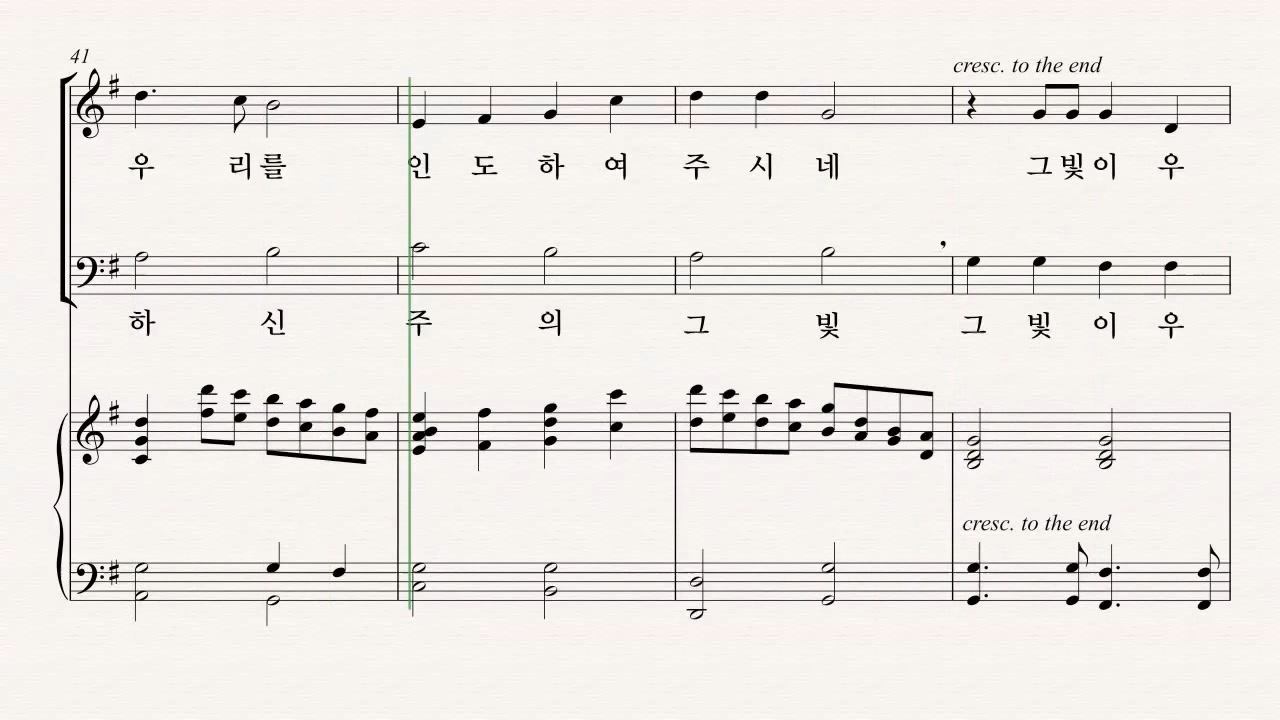 41
cresc. to the end
우 리를 인 도 하 여 주 시 네 그빛이 우
하 신 주 의 그 빛 그 빛 이 우
cresc. to the end